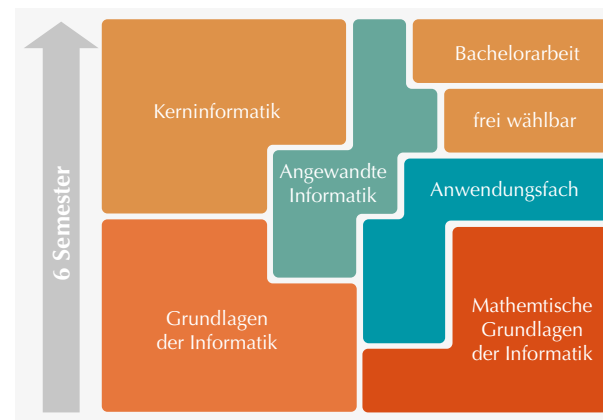 6 Semester
Kerninformatik
Bachelorarbeit
frei wählbar
Angewandte
Informatik
Anwendungsfach
Grundlagen
der Informatik
Mathemtische
Grundlagen
der Informatik